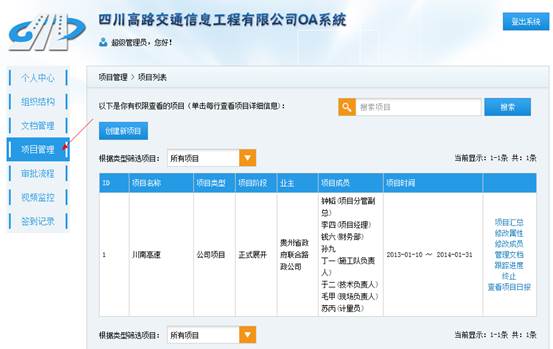 四川高路交通信息工程有限公司OA系统
超级管理员，您好!
登出系统
个人中心
组织结构
文档管理
项目管理
审批流程
视频监控
签到记录
项目管理 > 项目列表
以下是你有权限查看的项目（单击每行查看项目详细信息）:
搜索项目
搜索
创建新项目
根据类型筛选项目: 所有项目 当前显示: 1-1条 共: 1条
ID 项目名称 项目类型 项目阶段 业主 项目成员 项目时间
1 川南高速 公司项目 正式展开
贵州省政
府联合路
政公司
钟韬(项目分管副
总)
李四(项目经理)
钱六(财务部)
孙九
丁一(施工队负责
人)
于二(技术负责人)
毛甲(现场负责人)
苏丙(计量员)
2013-01-10 ～ 2014-01-31
项目汇总
修改属性
修改成员
管理文档
跟踪进度
终止
查看项目日报
根据类型筛选项目: 所有项目 当前显示: 1-1条 共: 1条